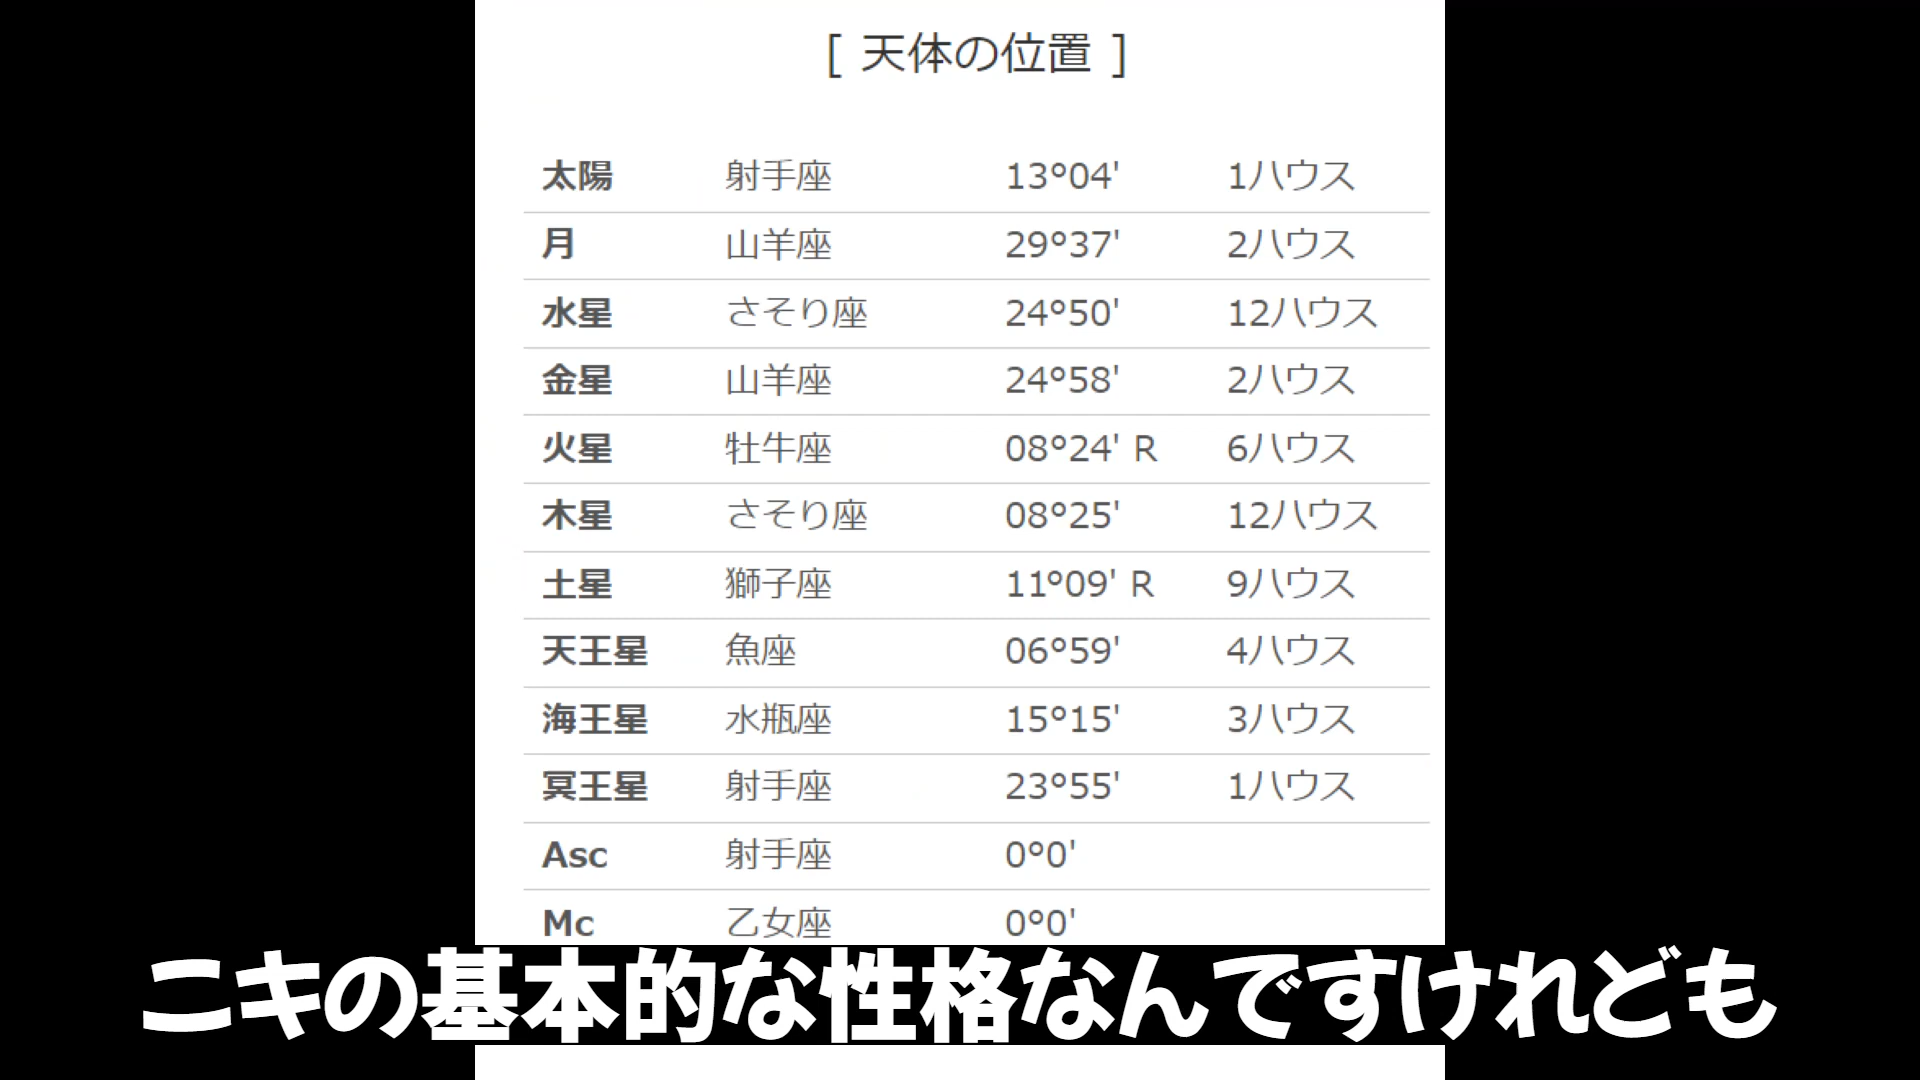 [ 天体の位置 ]
太陽 射手座 13°04' 1ハウス
月 山羊座 29°37' 2ハウス
水星 さそり座 24°50' 12ハウス
金星 山羊座 24°58' 2ハウス
火星 牡牛座 08°24' R 6ハウス
木星 さそり座 08°25' 12ハウス
土星 獅子座 11°09' R 9ハウス
天王星 魚座 06°59' 4ハウス
海王星 水瓶座 15°15' 3ハウス
冥王星 射手座 23°55' 1ハウス
Asc 射手座 0°0'
Mc 乙女座 0°0'
ニキの基本的な性格なんですけれども